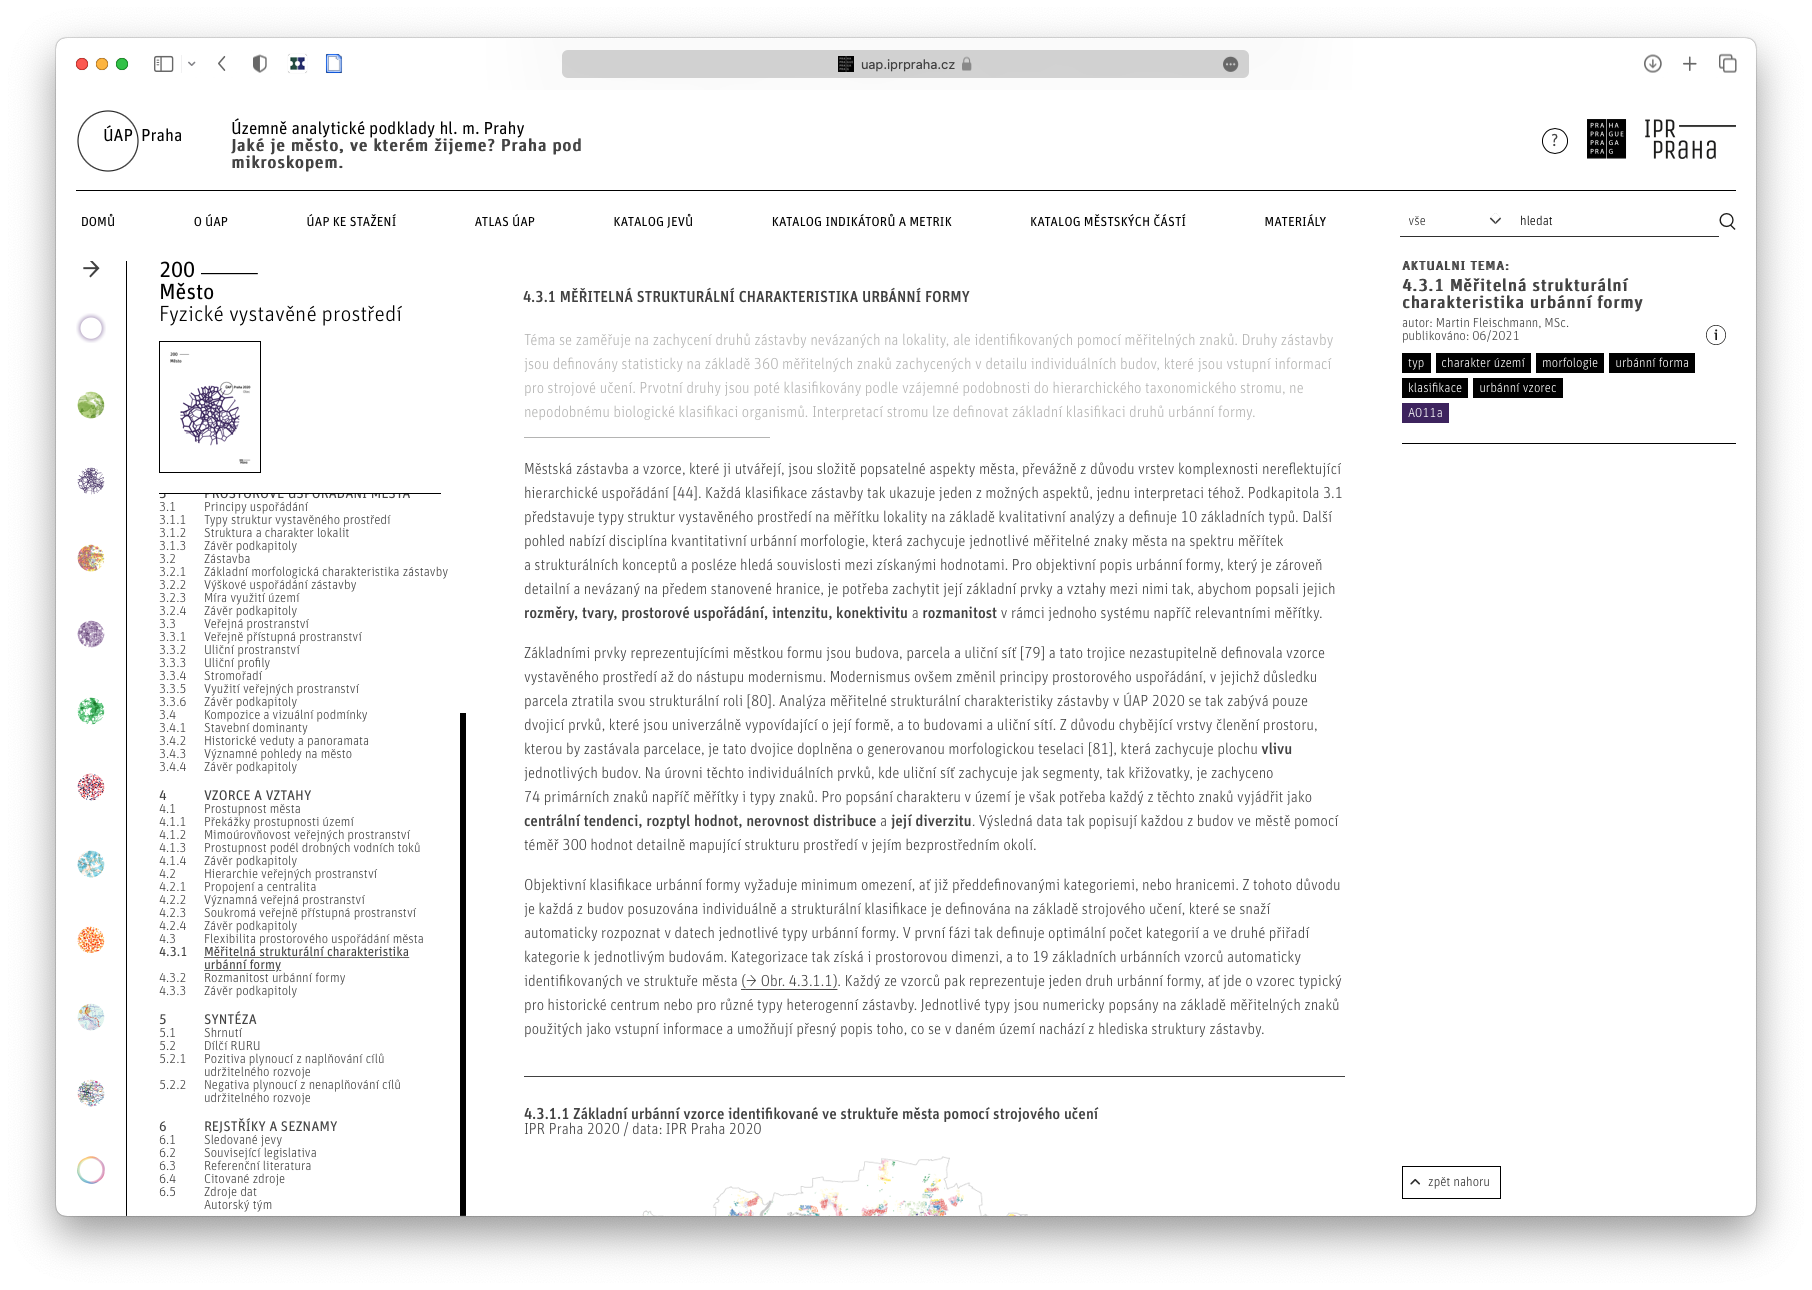 uap.iprpraha.cz
ÚAP Praha
Územně analytické podklady hl. m. Prahy
Jaké je město, ve kterém žijeme? Praha pod
mikroskopem.
?
PRA HA
PRA GUE
PRA GA
PRA G
IPR
PRAHA
DOMŮ
O ÚAP
ÚAP KE STAŽENÍ
ATLAS ÚAP
KATALOG JEVŮ
KATALOG INDIKÁTORŮ A METRIK
KATALOG MĚSTSKÝCH ČÁSTÍ
MATERIÁLY
vše
hledat
200
Město
Fyzické vystavěné prostředí
200
Město
ÚAP Praha 2020
3 PROSTOROVÉ USPOŘÁDÁNÍ MĚSTA
3.1 Principy uspořádání
3.1.1 Typy struktur vystavěného prostředí
3.1.2 Struktura a charakter lokalit
3.1.3 Závěr podkapitoly
3.2 Zástavba
3.2.1 Základní morfologická charakteristika zástavby
3.2.2 Výškové uspořádání zástavby
3.2.3 Míra využití území
3.2.4 Závěr podkapitoly
3.3 Veřejná prostranství
3.3.1 Veřejně přístupná prostranství
3.3.2 Uliční prostranství
3.3.3 Uliční profily
3.3.4 Stromořadí
3.3.5 Využití veřejných prostranství
3.3.6 Závěr podkapitoly
3.4 Kompozice a vizuální podmínky
3.4.1 Stavební dominanty
3.4.2 Historické veduty a panoramata
3.4.3 Významné pohledy na město
3.4.4 Závěr podkapitoly
4 VZORCE A VZTAHY
4.1 Prostupnost města
4.1.1 Překážky prostupnosti území
4.1.2 Mimoúrovňovost veřejných prostranství
4.1.3 Prostupnost podél drobných vodních toků
4.1.4 Závěr podkapitoly
4.2 Hierarchie veřejných prostranství
4.2.1 Propojení a centralita
4.2.2 Významná veřejná prostranství
4.2.3 Soukromá veřejně přístupná prostranství
4.2.4 Závěr podkapitoly
4.3 Flexibilita prostorového uspořádání města
4.3.1 Měřitelná strukturální charakteristika
urbánní formy
4.3.2 Rozmanitost urbánní formy
4.3.3 Závěr podkapitoly
5 SYNTÉZA
5.1 Shrnutí
5.2 Dílčí RURU
5.2.1 Pozitiva plynoucí z naplňování cílů
udržitelného rozvoje
5.2.2 Negativa plynoucí z nenaplňování cílů
udržitelného rozvoje
6 REJSTŘÍKY A SEZNAMY
6.1 Sledované jevy
6.2 Související legislativa
6.3 Referenční literatura
6.4 Citované zdroje
6.5 Zdroje dat
Autorský tým
4.3.1 MĚŘITELNÁ STRUKTURÁLNÍ CHARAKTERISTIKA URBÁNNÍ FORMY
Téma se zaměřuje na zachycení druhů zástavby nevázaných na lokality, ale identifikovaných pomocí měřitelných znaků. Druhy zástavby
jsou definovány statisticky na základě 360 měřitelných znaků zachycených v detailu individuálních budov, které jsou vstupní informací
pro strojové učení. Prvotní druhy jsou poté klasifikovány podle vzájemné podobnosti do hierarchického taxonomického stromu, ne
nepodobnému biologické klasifikaci organismů. Interpretací stromu lze definovat základní klasifikaci druhů urbánní formy.
Městská zástavba a vzorce, které ji utvářejí, jsou složitě popsatelné aspekty města, převážně z důvodu vrstev komplexnosti nereflektující
hierarchické uspořádání [44]. Každá klasifikace zástavby tak ukazuje jeden z možných aspektů, jednu interpretaci téhož. Podkapitola 3.1
představuje typy struktur vystavěného prostředí na měřítku lokality na základě kvalitativní analýzy a definuje 10 základních typů. Další
pohled nabízí disciplína kvantitativní urbánní morfologie, která zachycuje jednotlivé měřitelné znaky města na spektru měřítek
a strukturálních konceptů a posléze hledá souvislosti mezi získanými hodnotami. Pro objektivní popis urbánní formy, který je zároveň
detailní a nevázaný na předem stanovené hranice, je potřeba zachytit její základní prvky a vztahy mezi nimi tak, abychom popsali jejich
rozměry, tvary, prostorové uspořádání, intenzitu, konektivitu a rozmanitost v rámci jednoho systému napříč relevantními měřítky.
Základními prvky reprezentujícími městkou formu jsou budova, parcela a uliční síť [79] a tato trojice nezastupitelně definovala vzorce
vystavěného prostředí až do nástupu modernismu. Modernismus ovšem změnil principy prostorového uspořádání, v jejichž důsledku
parcela ztratila svou strukturální roli [80]. Analýza měřitelné strukturální charakteristiky zástavby v ÚAP 2020 se tak zabývá pouze
dvojicí prvků, které jsou univerzálně vypovídající o její formě, a to budovami a uliční sítí. Z důvodu chybějící vrstvy členění prostoru,
kterou by zastávala parcelace, je tato dvojice doplněna o generovanou morfologickou teselaci [81], která zachycuje plochu vlivu
jednotlivých budov. Na úrovni těchto individuálních prvků, kde uliční síť zachycuje jak segmenty, tak křižovatky, je zachyceno
74 primárních znaků napříč měřítky i typy znaků. Pro popsání charakteru v území je však potřeba každý z těchto znaků vyjádřit jako
centrální tendenci, rozptyl hodnot, nerovnost distribuce a její diverzitu. Výsledná data tak popisují každou z budov ve městě pomocí
téměř 300 hodnot detailně mapující strukturu prostředí v jejím bezprostředním okolí.
Objektivní klasifikace urbánní formy vyžaduje minimum omezení, ať již předdefinovanými kategoriemi, nebo hranicemi. Z tohoto důvodu
je každá z budov posuzována individuálně a strukturální klasifikace je definována na základě strojového učení, které se snaží
automaticky rozpoznat v datech jednotlivé typy urbánní formy. V první fázi tak definuje optimální počet kategorií a ve druhé přiřadí
kategorie k jednotlivým budovám. Kategorizace tak získá i prostorovou dimenzi, a to 19 základních urbánních vzorců automaticky
identifikovaných ve struktuře města (→ Obr. 4.3.1.1). Každý ze vzorců pak reprezentuje jeden druh urbánní formy, ať jde o vzorec typický
pro historické centrum nebo pro různé typy heterogenní zástavby. Jednotlivé typy jsou numericky popsány na základě měřitelných znaků
použitých jako vstupní informace a umožňují přesný popis toho, co se v daném území nachází z hlediska struktury zástavby.
4.3.1.1 Základní urbánní vzorce identifikované ve struktuře města pomocí strojového učení
IPR Praha 2020 / data: IPR Praha 2020
AKTUALNI TEMA:
4.3.1 Měřitelná strukturální
charakteristika urbánní formy
autor: Martin Fleischmann, MSc.
publikováno: 06/2021
i
typ charakter území morfologie urbánní forma
klasifikace urbánní vzorec
A011a
zpět nahoru